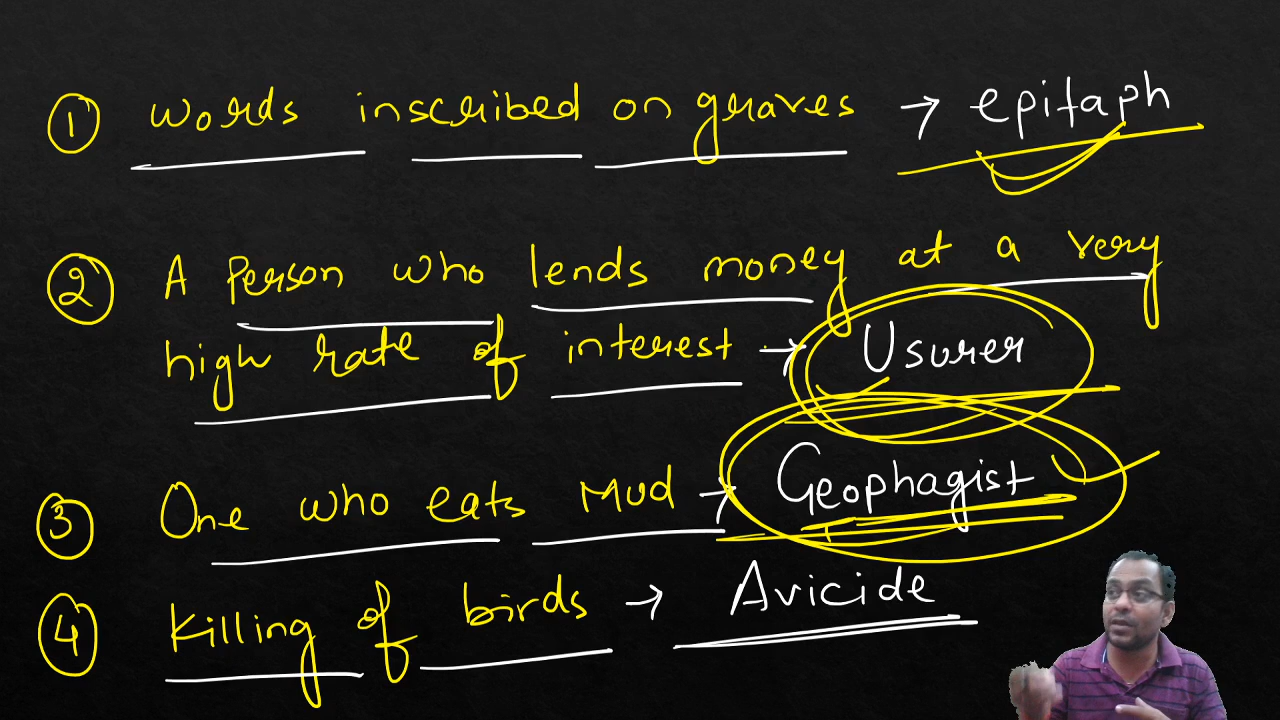 ① words inscribed on graves → epitaph
② A Person who lends money at a very
high rate of interest → Usurer
③ One who eats Mud → Geophagist
④ Killing of birds → Avicide